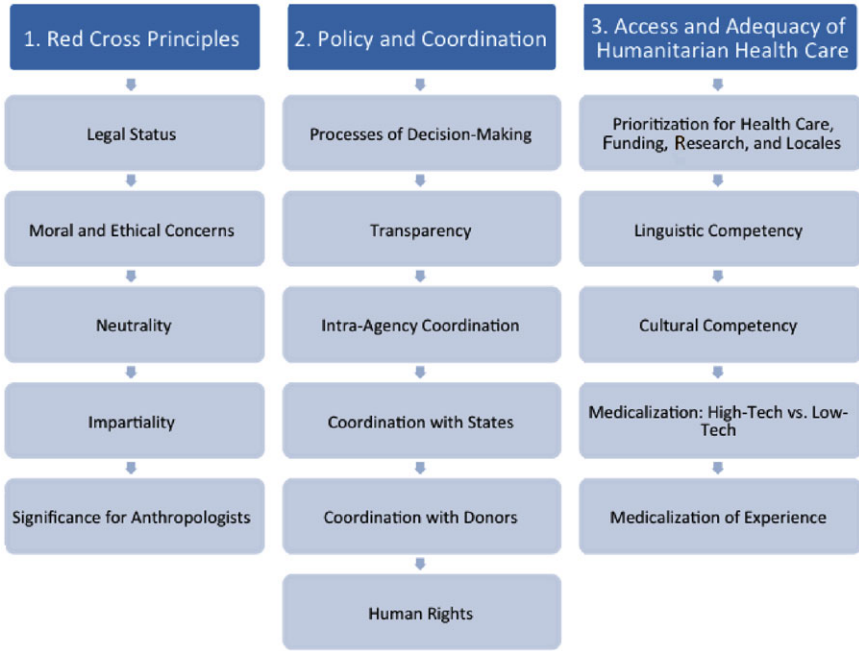 1. Red Cross Principles
Legal Status
Moral and Ethical Concerns
Neutrality
Impartiality
Significance for Anthropologists
2. Policy and Coordination
Processes of Decision-Making
Transparency
Intra-Agency Coordination
Coordination with States
Coordination with Donors
Human Rights
3. Access and Adequacy of
Humanitarian Health Care
Prioritization for Health Care,
Funding, Research, and Locales
Linguistic Competency
Cultural Competency
Medicalization: High-Tech vs. Low-
Tech
Medicalization of Experience